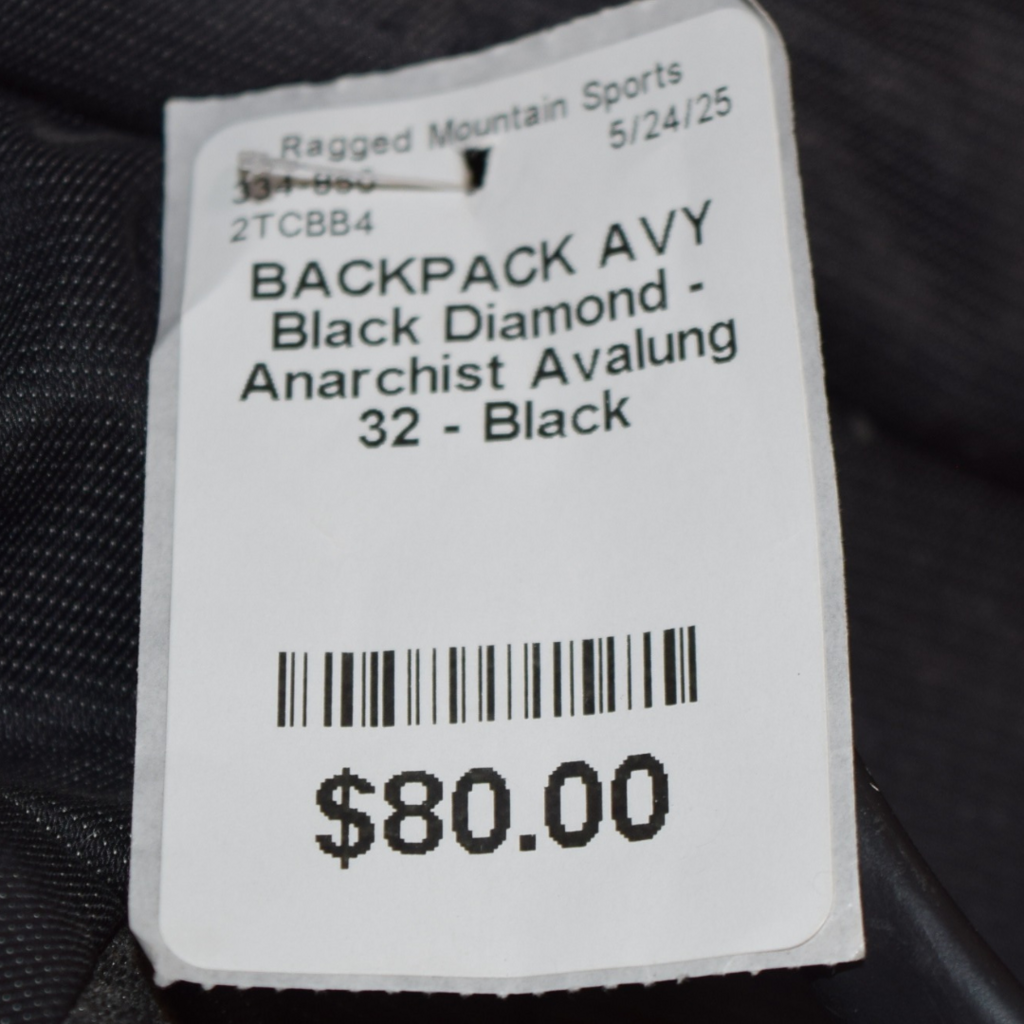 Ragged Mountain Sports
5/24/25
2TCBB4
BACKPACK AVY
Black Diamond -
Anarchist Avalung
32 - Black
$80.00